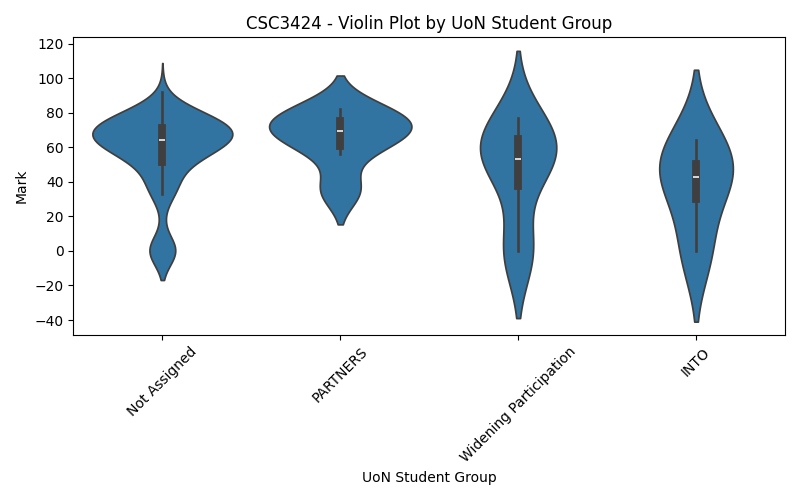 CSC3424 - Violin Plot by UoN Student Group
120
100
80
60
40
20
0
−20
−40
Mark
Not Assigned
PARTNERS
Widening Participation
INTO
UoN Student Group